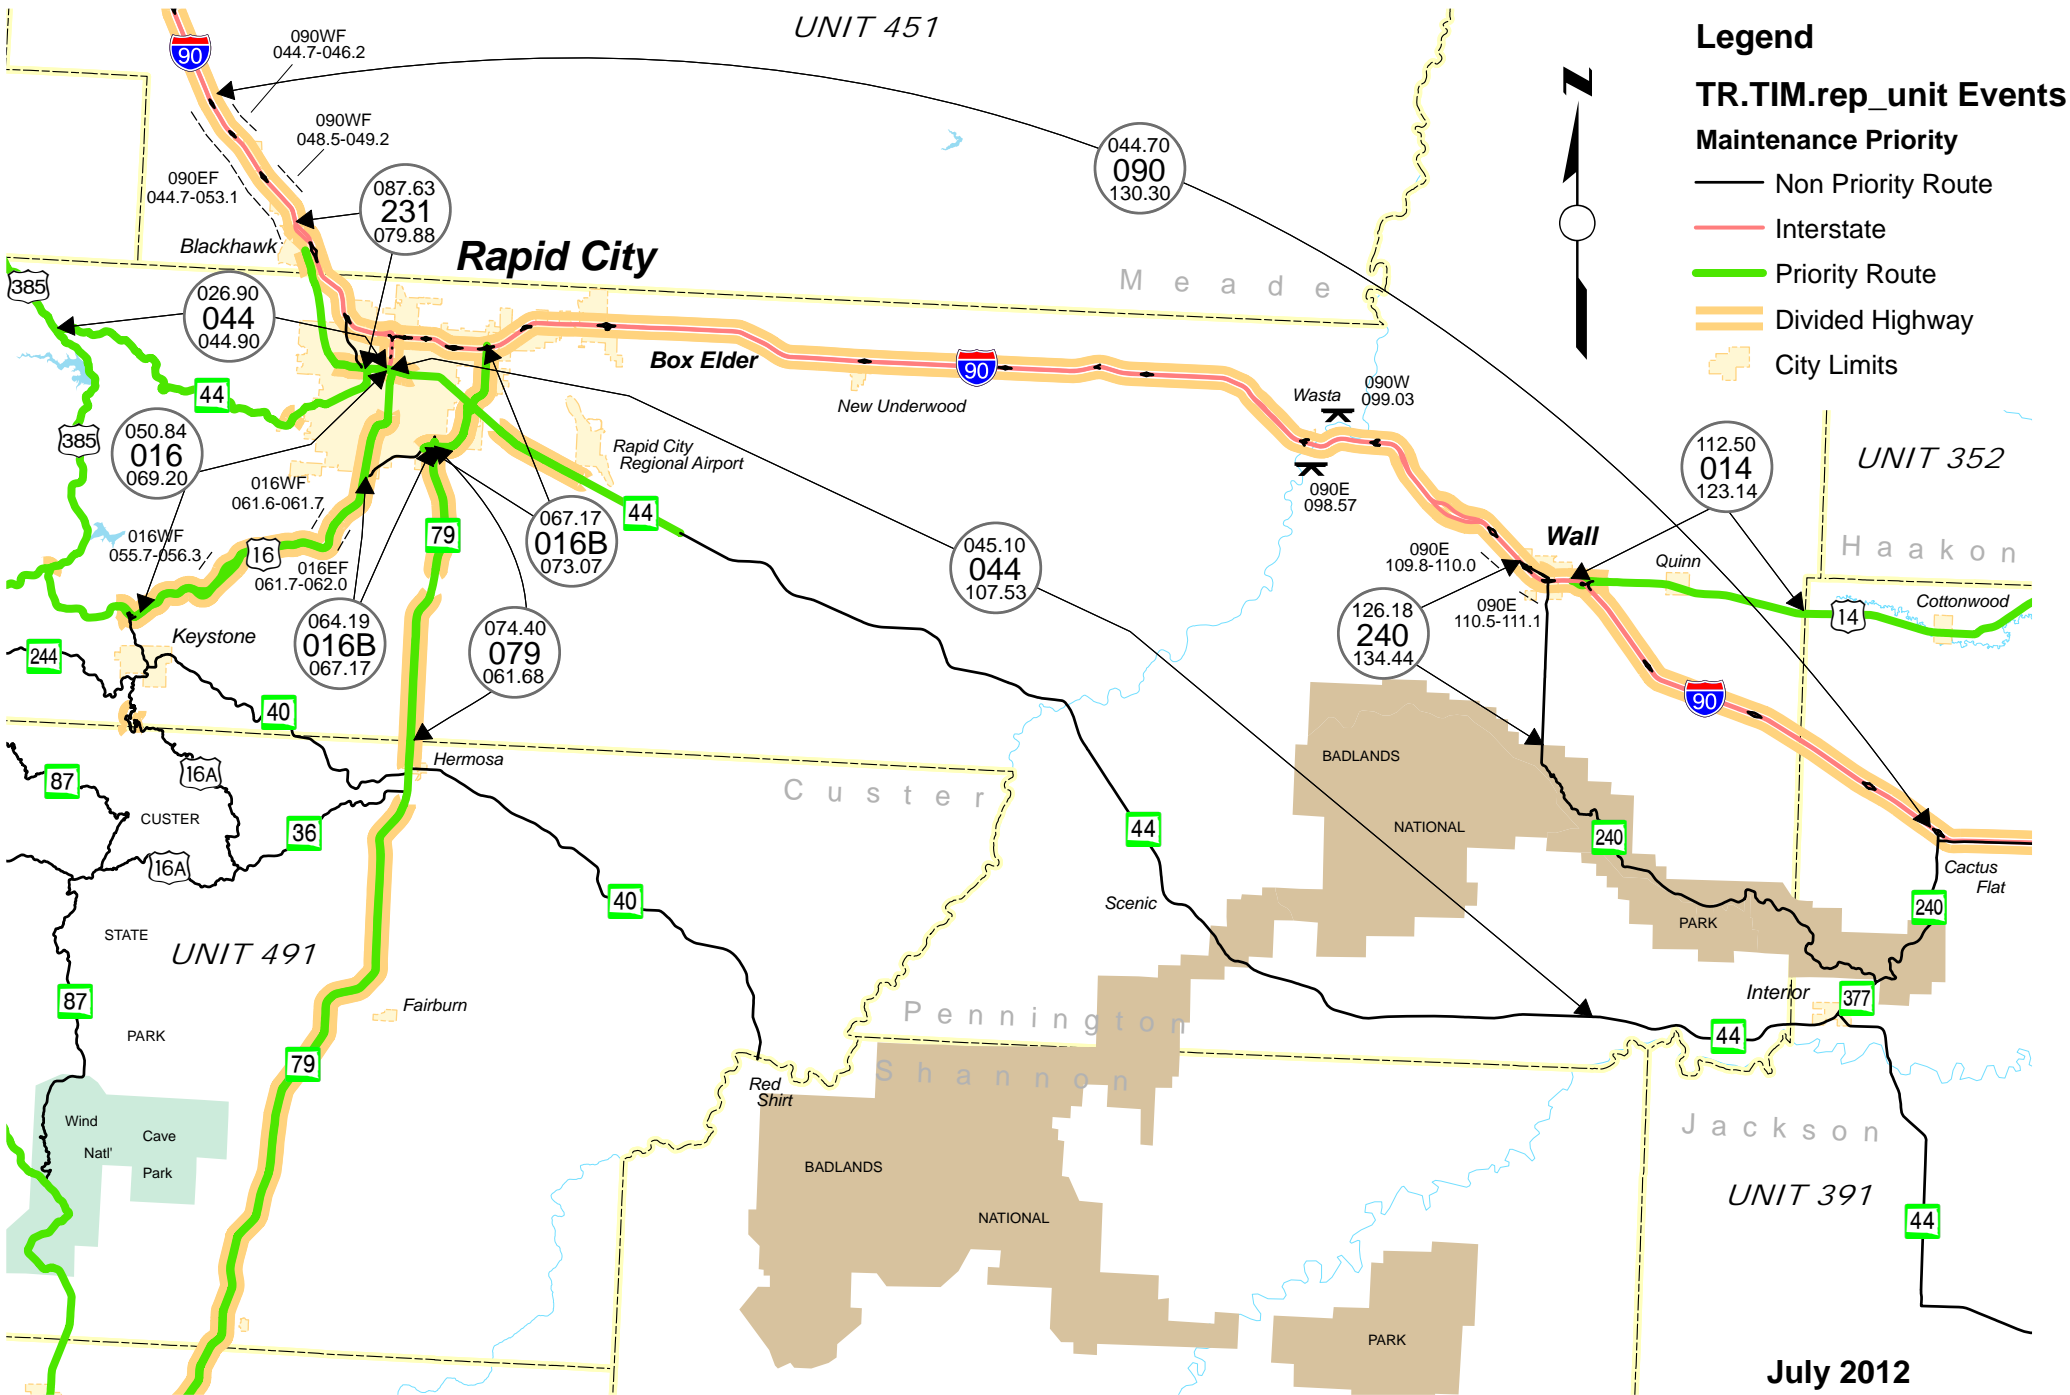 UNIT 451
Legend
TR.TIM.rep_unit Events
Maintenance Priority
Non Priority Route
Interstate
Priority Route
Divided Highway
City Limits
Z
90
090WF
044.7-046.2
090WF
048.5-049.2
090EF
044.7-053.1
087.63
231
079.88
044.70
090
130.30
Blackhawk
Rapid City
Meade
385
026.90
044
044.90
Box Elder
90
New Underwood
Wasta
090W
099.03
44
385
050.84
016
069.20
Rapid City
Regional Airport
090E
098.57
112.50
014
123.14
UNIT 352
016WF
061.6-061.7
016WF
055.7-056.3
16
016EF
061.7-062.0
79
067.17
016B
073.07
44
045.10
044
107.53
Wall
090E
109.8-110.0
Quinn
Haakon
090E
110.5-111.1
14
Cottonwood
126.18
240
134.44
064.19
016B
067.17
074.40
079
061.68
Keystone
244
40
90
Hermosa
16A
87
CUSTER
36
16A
Custer
BADLANDS
NATIONAL
240
44
Cactus
Flat
240
40
Scenic
PARK
STATE
UNIT 491
87
Fairburn
PARK
Interior
377
Pennington
44
79
Red
Shirt
Shannon
Wind
Cave
Natl'
Park
Jackson
BADLANDS
NATIONAL
UNIT 391
44
PARK
July 2012